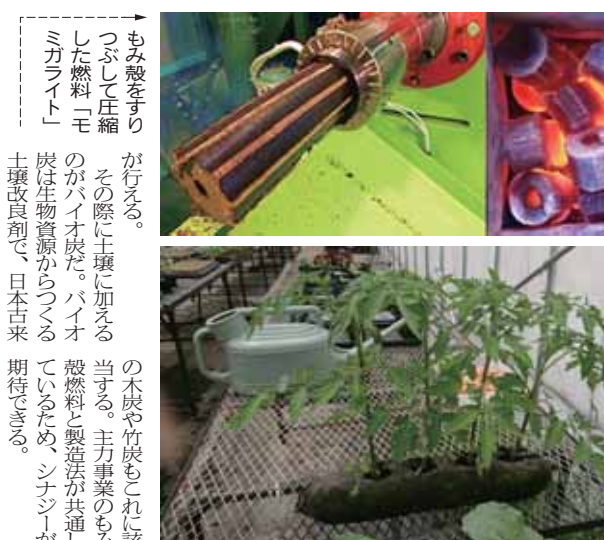 もみ殻をすり
つぶして圧縮
した燃料「モ
ミガライト」
が行える。
　その際に土壌に加える
のがバイオ炭だ。バイオ
炭は生物資源からつくる
土壌改良剤で、日本古来
の木炭や竹炭もこれに該
当する。主力事業のもみ
殻燃料と製造法が共通し
ているため、シナジーが
期待できる。